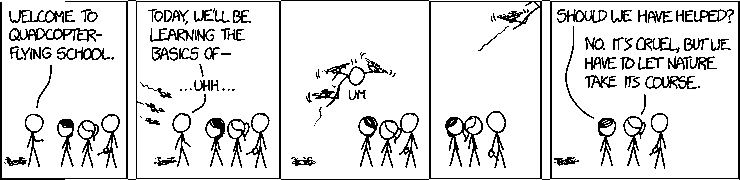 WELCOME TO
QUADCOPTER-
FLYING SCHOOL.
TODAY, WE'LL BE
LEARNING THE
BASICS OF—
...UHH...
UM
SHOULD WE HAVE HELPED?
NO. IT'S CRUEL, BUT WE
HAVE TO LET NATURE
TAKE ITS COURSE.